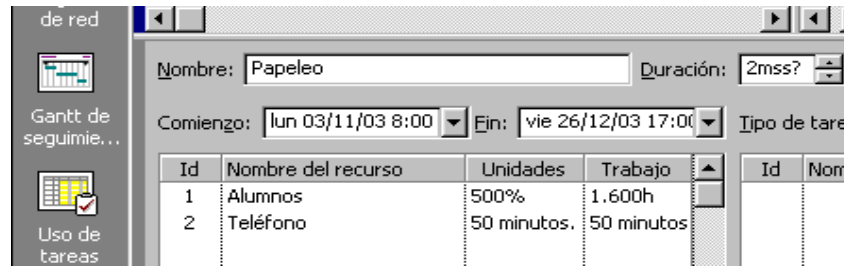 de red
Nombre: Papeleo Duración: 2mss?
Gantt de
seguimie...
Comienzo: lun 03/11/03 8:00 Fin: vie 26/12/03 17:0 Tipo de tare
Id Nombre del recurso Unidades Trabajo Id Nom
1 Alumnos 500% 1.600h
2 Teléfono 50 minutos. 50 minutos
Uso de
tareas